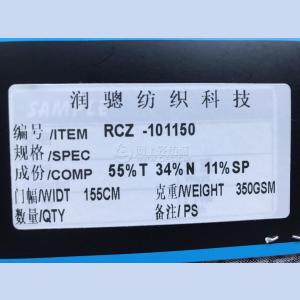 润骢纺织科技
编号/ITEM RCZ -101150
规格/SPEC
成份/COMP 55%T 34%N 11%SP
门幅/WIDT 155CM 克重/WEIGHT 350GSM
数量/QTY 备注/PS